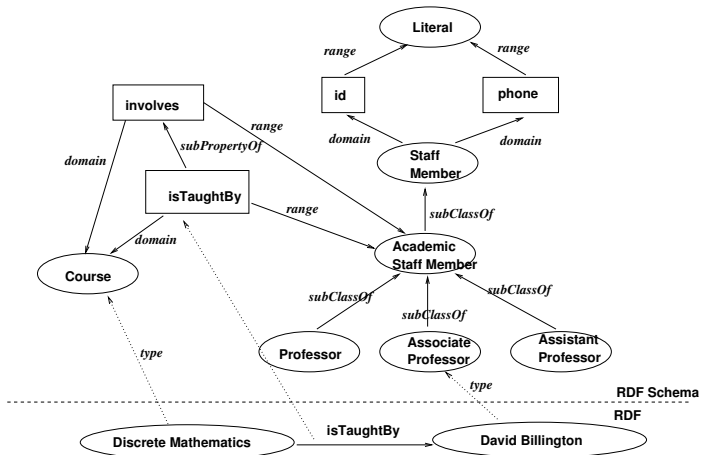 Literal
range
range
id
phone
involves
range
domain
domain
subPropertyOf
domain
Staff
Member
isTaughtBy
range
subClassOf
domain
Academic
Staff Member
Course
subClassOf
subClassOf
subClassOf
Professor
Associate
Professor
Assistant
Professor
type
type
RDF Schema
RDF
isTaughtBy
Discrete Mathematics
David Billington